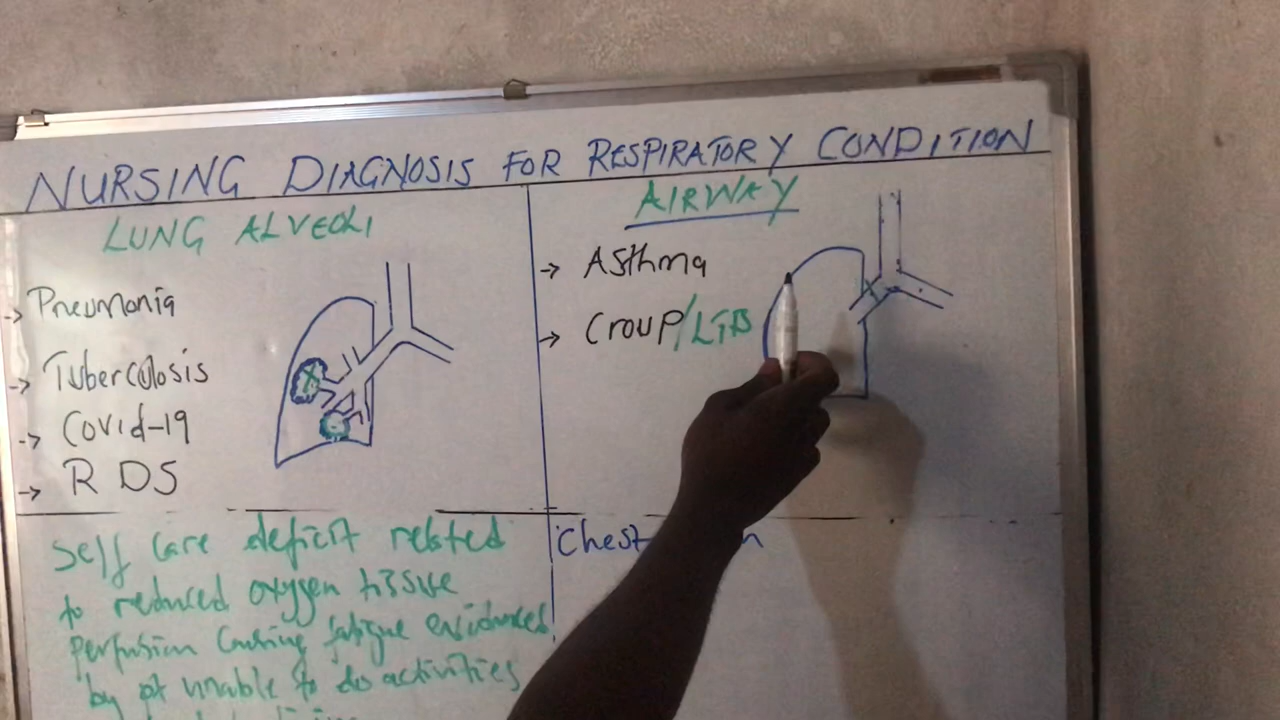 NURSING DIAGNOSIS FOR RESPIRATORY CONDITION
LUNG ALVEOLI
→ Pneumonia
→ Tuberculosis
→ Covid-19
→ R D S
AIRWAY
→ Asthma
→ Croup/LTB
Self care deficit related
to reduced oxygen tissue
perfusion causing fatigue evidenced
by pt unable to do activities
Chest